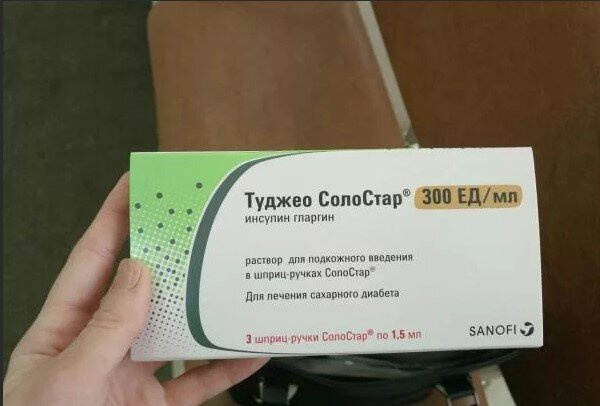 Туджео СолоСтар® 300 ЕД/мл
инсулин гларгин
раствор для подкожного введения
в шприц-ручках СолоСтар®
Для лечения сахарного диабета
3 шприц-ручки СолоСтар® по 1,5 мл
SANOFI